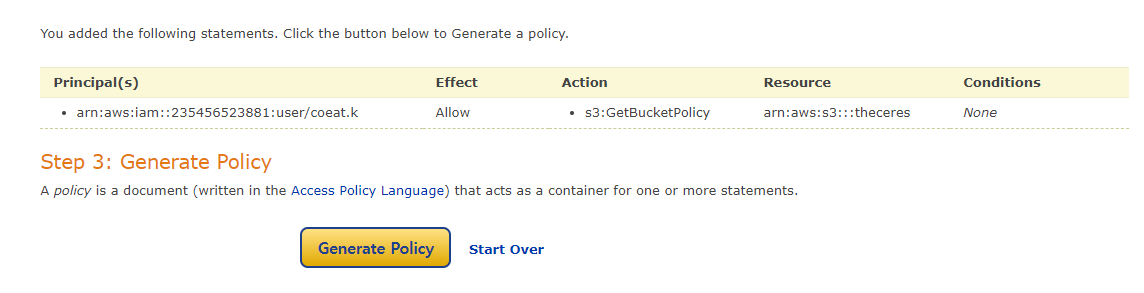 You added the following statements. Click the button below to Generate a policy.
Principal(s) Effect Action Resource Conditions
• arn:aws:iam::235456523881:user/coeat.k Allow • s3:GetBucketPolicy arn:aws:s3:::theceres None
Step 3: Generate Policy
A policy is a document (written in the Access Policy Language) that acts as a container for one or more statements.
Generate Policy Start Over